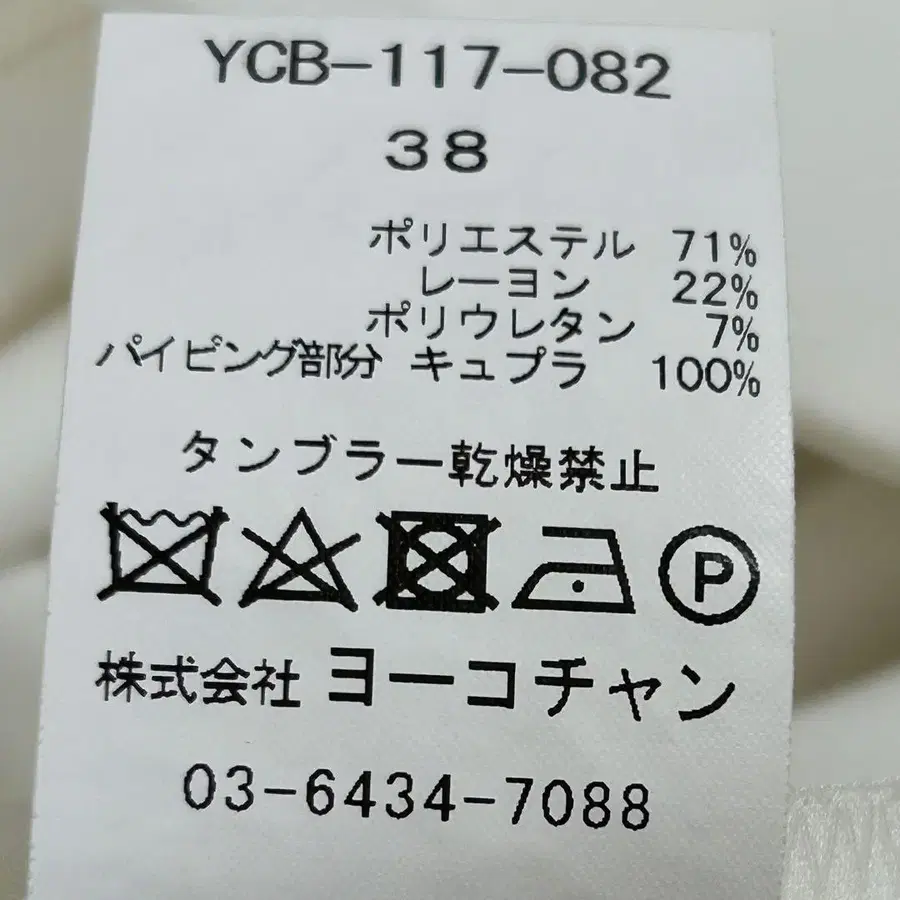 YCB-117-082
38
ポリエステル 71%
レーヨン 22%
ポリウレタン 7%
パイピング部分 キュプラ 100%
タンブラー乾燥禁止
P
株式会社 ヨーコチャン
03-6434-7088